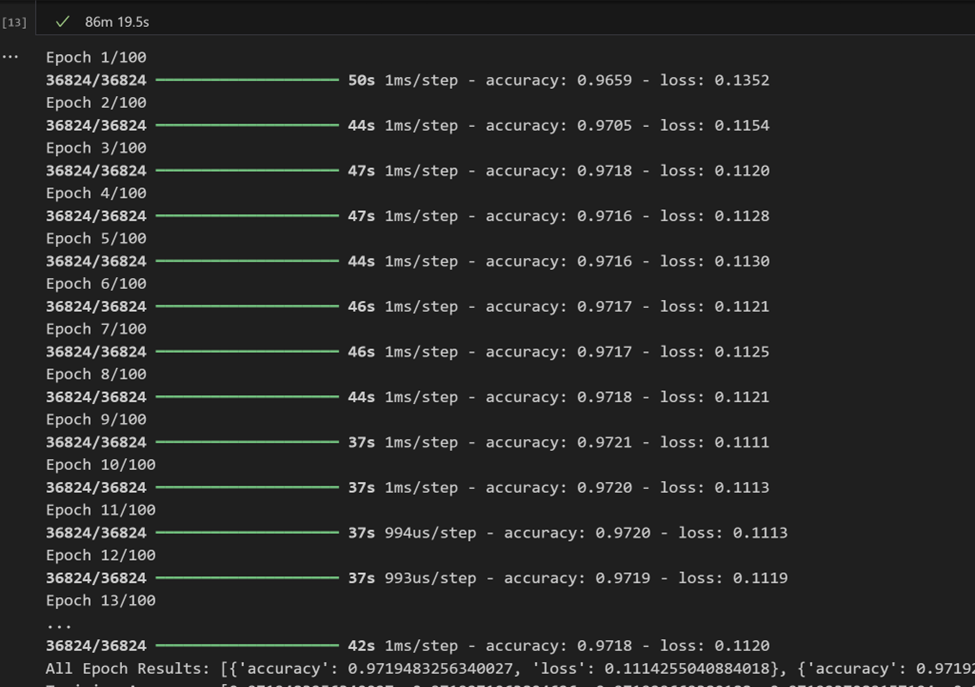 [13] ✓ 86m 19.5s
... Epoch 1/100
36824/36824 50s 1ms/step - accuracy: 0.9659 - loss: 0.1352
Epoch 2/100
36824/36824 44s 1ms/step - accuracy: 0.9705 - loss: 0.1154
Epoch 3/100
36824/36824 47s 1ms/step - accuracy: 0.9718 - loss: 0.1120
Epoch 4/100
36824/36824 47s 1ms/step - accuracy: 0.9716 - loss: 0.1128
Epoch 5/100
36824/36824 44s 1ms/step - accuracy: 0.9716 - loss: 0.1130
Epoch 6/100
36824/36824 46s 1ms/step - accuracy: 0.9717 - loss: 0.1121
Epoch 7/100
36824/36824 46s 1ms/step - accuracy: 0.9717 - loss: 0.1125
Epoch 8/100
36824/36824 44s 1ms/step - accuracy: 0.9718 - loss: 0.1121
Epoch 9/100
36824/36824 37s 1ms/step - accuracy: 0.9721 - loss: 0.1111
Epoch 10/100
36824/36824 37s 1ms/step - accuracy: 0.9720 - loss: 0.1113
Epoch 11/100
36824/36824 37s 994us/step - accuracy: 0.9720 - loss: 0.1113
Epoch 12/100
36824/36824 37s 993us/step - accuracy: 0.9719 - loss: 0.1119
Epoch 13/100
...
36824/36824 42s 1ms/step - accuracy: 0.9718 - loss: 0.1120
All Epoch Results: [{'accuracy': 0.9719483256340027, 'loss': 0.1114255040884018}, {'accuracy': 0.9719